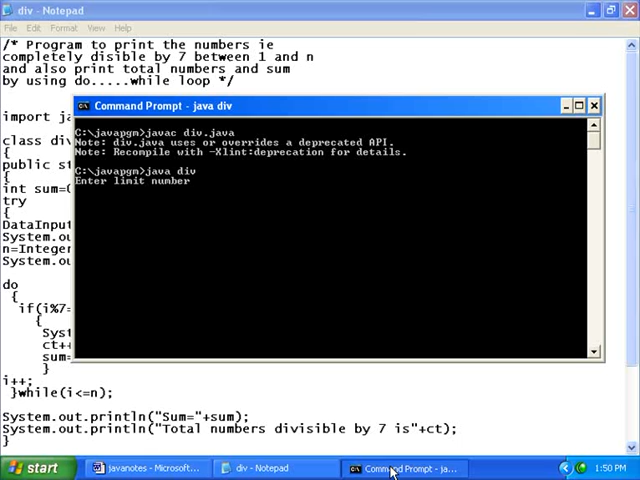 div - Notepad
File Edit Format View Help
/* Program to print the numbers ie
completely disible by 7 between 1 and n
and also print total numbers and sum
by using do.....while loop */
import jav
class div
{
public st
int sum=0
try
{
DataInput
System.ou
n=Integer
System.ou
do
{
if(i%7=
{
Syst
ct++
sum=
}
i++;
}while(i<=n);
System.out.println("Sum="+sum);
System.out.println("Total numbers divisible by 7 is"+ct);
}
Command Prompt - java div
C:\javapgm>javac div.java
Note: div.java uses or overrides a deprecated API.
Note: Recompile with -Xlint:deprecation for details.
C:\javapgm>java div
Enter limit number
start
javanotes - Microsoft...
div - Notepad
Command Prompt - ja...
1:50 PM